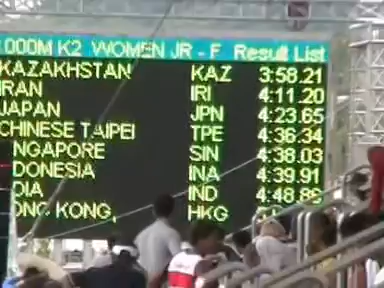 1000M K2 WOMEN JR - F Result List
KAZAKHSTAN KAZ 3:58.21
IRAN IRI 4:11.20
JAPAN JPN 4:23.65
CHINESE TAIPEI TPE 4:36.34
NGAPORE SIN 4:38.03
DONESIA INA 4:39.91
DIA IND 4:48.86
ONG KONG, HKG